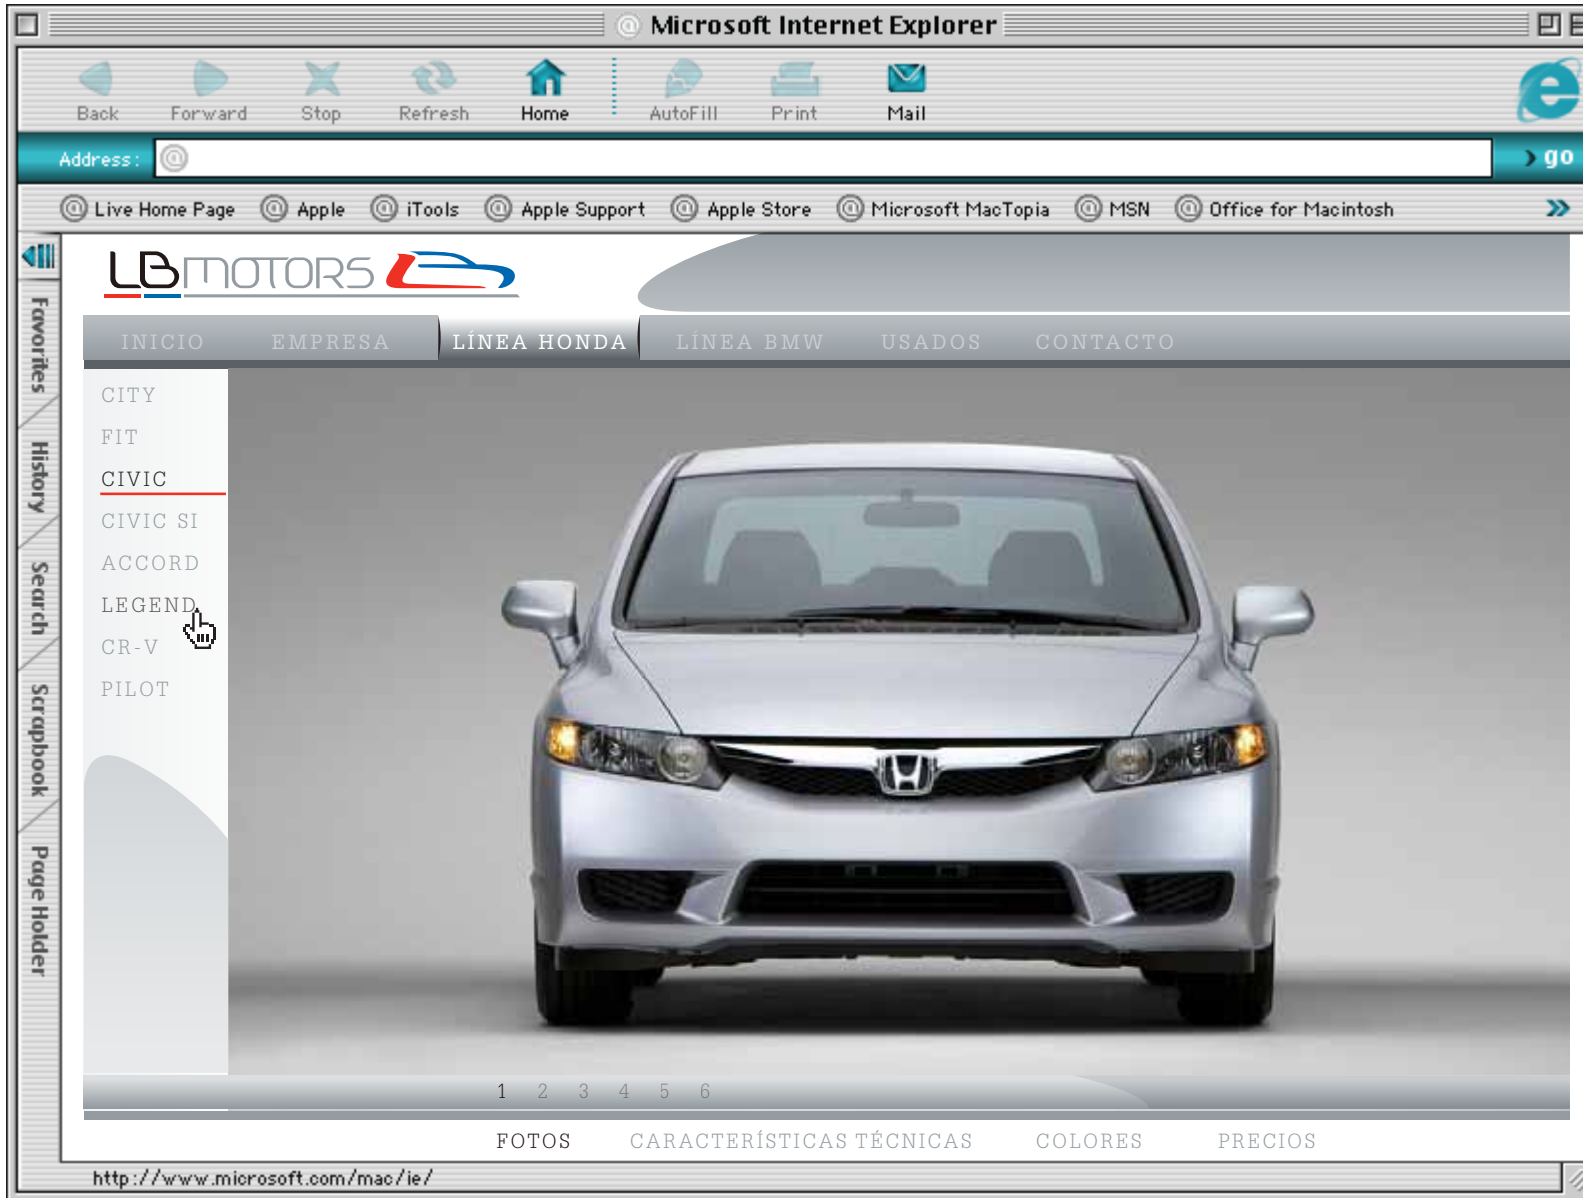 Microsoft Internet Explorer
Back Forward Stop Refresh Home AutoFill Print Mail
Address: > go
Live Home Page Apple iTools Apple Support Apple Store Microsoft MacTopia MSN Office for Macintosh
LBMOTORS
INICIO EMPRESA LÍNEA HONDA LÍNEA BMW USADOS CONTACTO
Favorites
History
Search
Scrapbook
Page Holder
CITY
FIT
CIVIC
CIVIC SI
ACCORD
LEGEND
CR-V
PILOT
1 2 3 4 5 6
FOTOS CARACTERÍSTICAS TÉCNICAS COLORES PRECIOS
http://www.microsoft.com/mac/ie/